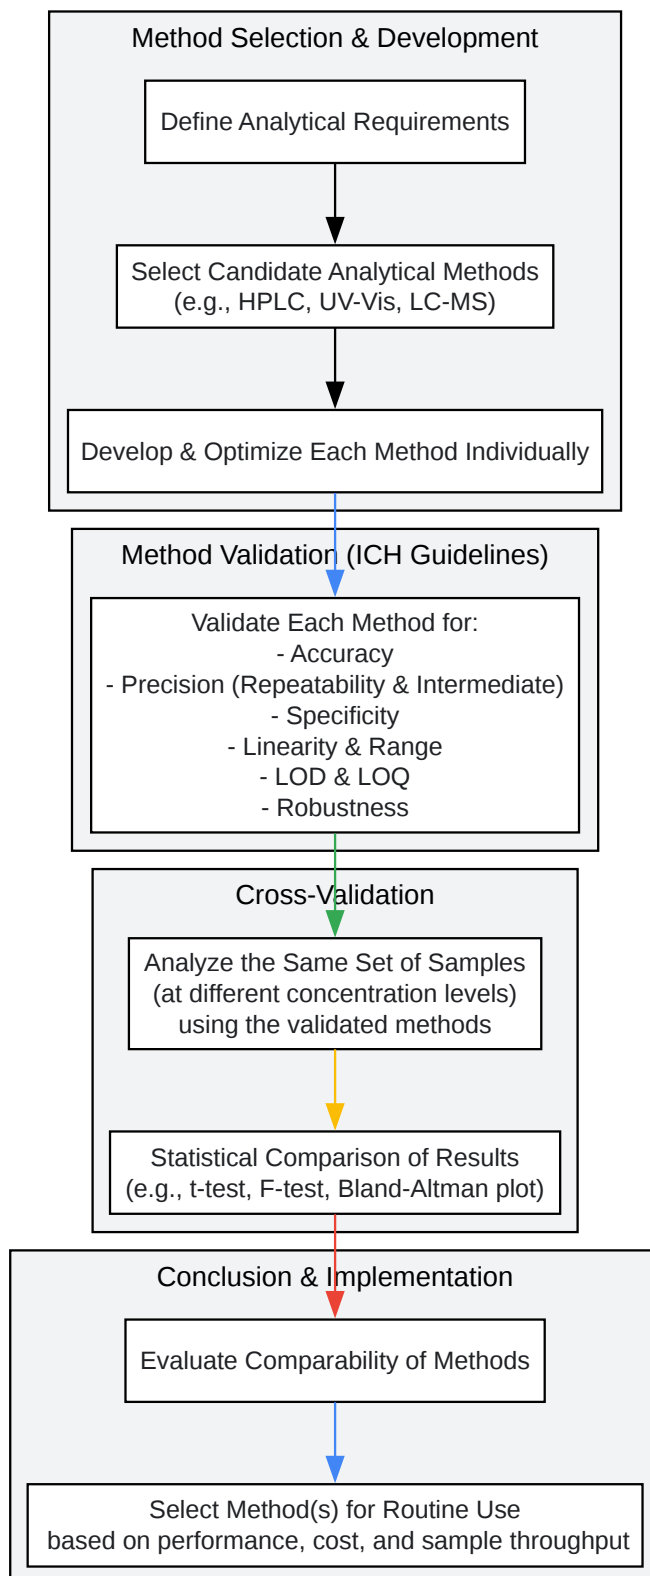 Method Selection & Development
Define Analytical Requirements
Select Candidate Analytical Methods
(e.g., HPLC, UV-Vis, LC-MS)
Develop & Optimize Each Method Individually
Method Validation (ICH Guidelines)
Validate Each Method for:
- Accuracy
- Precision (Repeatability & Intermediate)
- Specificity
- Linearity & Range
- LOD & LOQ
- Robustness
Cross-Validation
Analyze the Same Set of Samples
(at different concentration levels)
using the validated methods
Statistical Comparison of Results
(e.g., t-test, F-test, Bland-Altman plot)
Conclusion & Implementation
Evaluate Comparability of Methods
Select Method(s) for Routine Use
based on performance, cost, and sample throughput